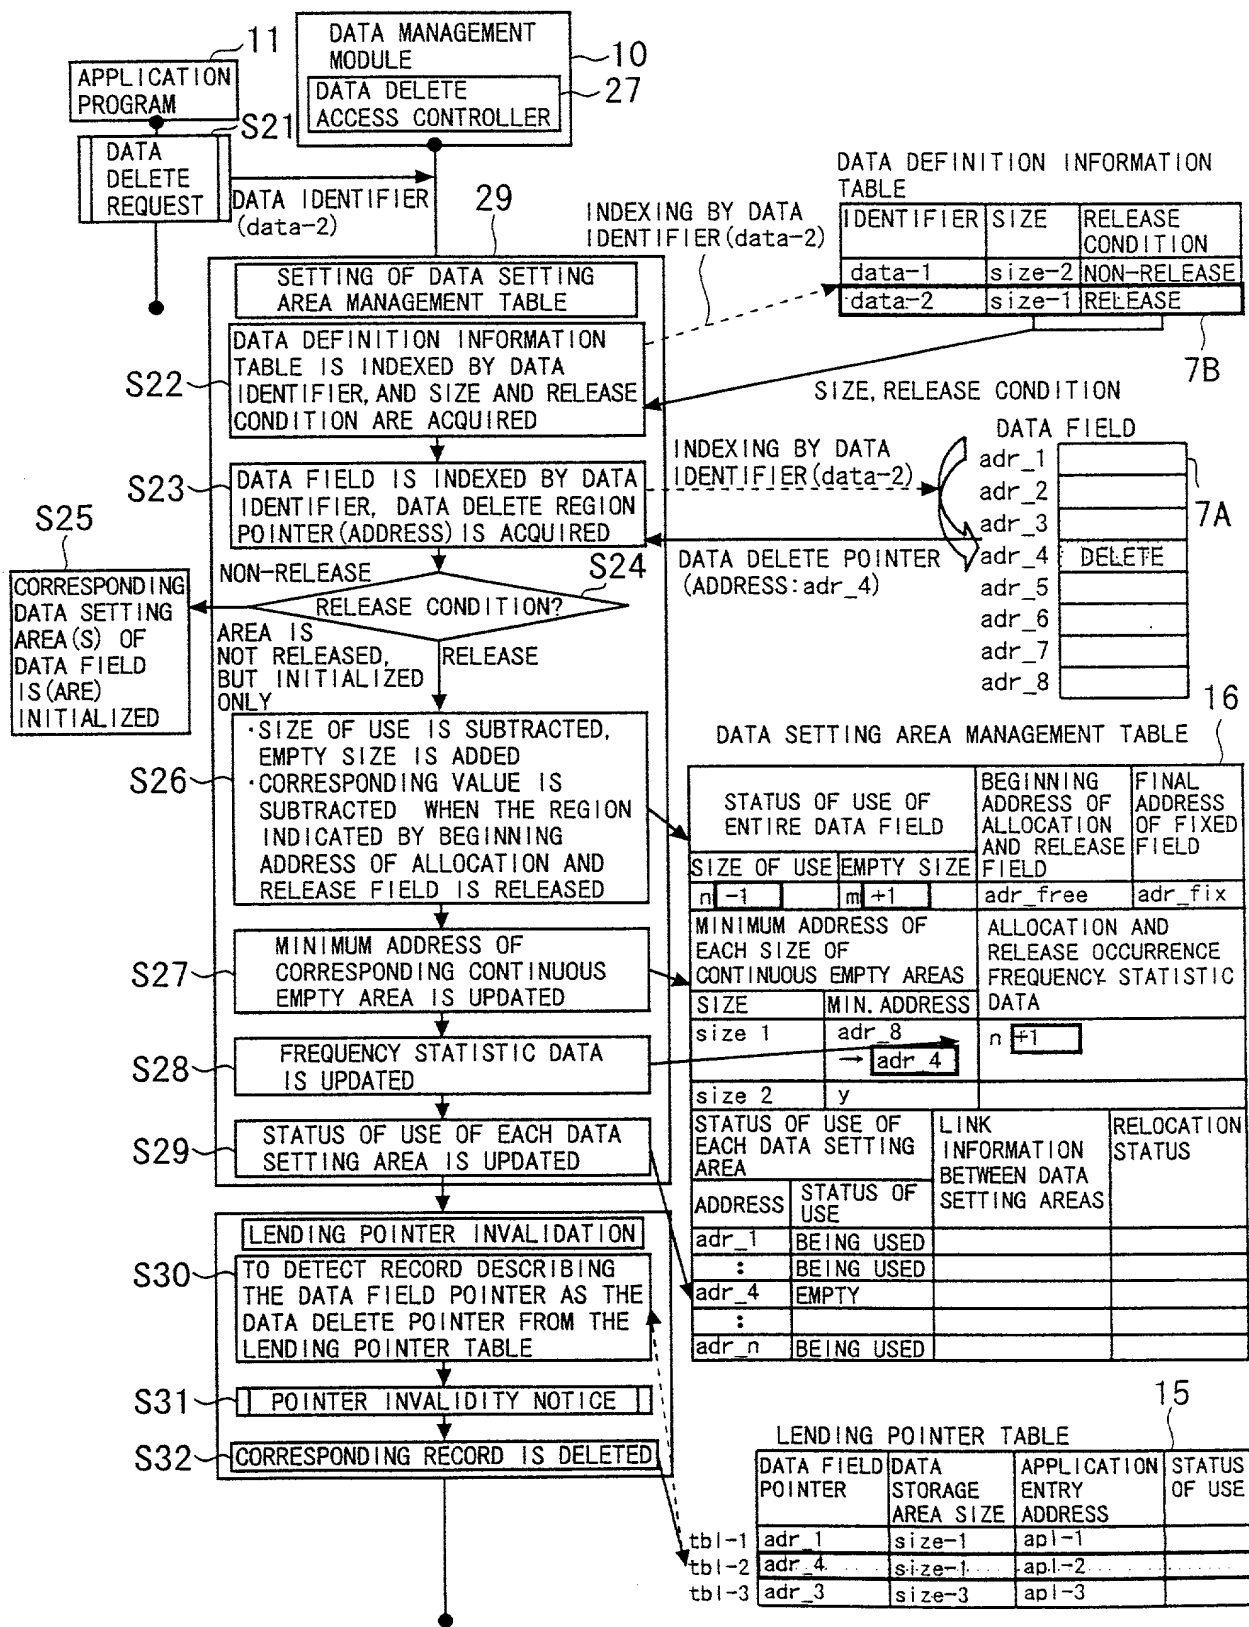 11
APPLICATION
PROGRAM
DATA MANAGEMENT
MODULE
10
DATA DELETE
ACCESS CONTROLLER
27
S21
DATA
DELETE
REQUEST
DATA IDENTIFIER
(data-2)
29
INDEXING BY DATA
IDENTIFIER(data-2)
DATA DEFINITION INFORMATION
TABLE
IDENTIFIER SIZE RELEASE
CONDITION
data-1 size-2 NON-RELEASE
data-2 size-1 RELEASE
7B
SETTING OF DATA SETTING
AREA MANAGEMENT TABLE
S22
DATA DEFINITION INFORMATION
TABLE IS INDEXED BY DATA
IDENTIFIER,AND SIZE AND RELEASE
CONDITION ARE ACQUIRED
SIZE,RELEASE CONDITION
S23
DATA FIELD IS INDEXED BY DATA
IDENTIFIER, DATA DELETE REGION
POINTER(ADDRESS)IS ACQUIRED
INDEXING BY DATA
IDENTIFIER(data-2)
DATA FIELD
adr_1
adr_2
adr_3
adr_4 DELETE
adr_5
adr_6
adr_7
adr_8
7A
DATA DELETE POINTER
(ADDRESS:adr_4)
S25
CORRESPONDING
DATA SETTING
AREA(S) OF
DATA FIELD
IS(ARE)
INITIALIZED
NON-RELEASE
S24
RELEASE CONDITION?
AREA IS
NOT RELEASED,
BUT INITIALIZED
ONLY
RELEASE
S26
·SIZE OF USE IS SUBTRACTED,
EMPTY SIZE IS ADDED
·CORRESPONDING VALUE IS
SUBTRACTED WHEN THE REGION
INDICATED BY BEGINNING
ADDRESS OF ALLOCATION AND
RELEASE FIELD IS RELEASED
S27
MINIMUM ADDRESS OF
CORRESPONDING CONTINUOUS
EMPTY AREA IS UPDATED
S28
FREQUENCY STATISTIC DATA
IS UPDATED
S29
STATUS OF USE OF EACH DATA
SETTING AREA IS UPDATED
16
DATA SETTING AREA MANAGEMENT TABLE
STATUS OF USE OF
ENTIRE DATA FIELD
BEGINNING
ADDRESS OF
ALLOCATION
AND RELEASE
FIELD
FINAL
ADDRESS
OF FIXED
FIELD
SIZE OF USE EMPTY SIZE
n -1 m +1 adr_free adr_fix
MINIMUM ADDRESS OF
EACH SIZE OF
CONTINUOUS EMPTY AREAS
ALLOCATION AND
RELEASE OCCURRENCE
FREQUENCY STATISTIC
DATA
SIZE MIN. ADDRESS
size 1 adr_8 n +1
→ adr_4
size 2 y
STATUS OF USE OF
EACH DATA SETTING
AREA
LINK
INFORMATION
BETWEEN DATA
SETTING AREAS
RELOCATION
STATUS
ADDRESS STATUS OF
USE
adr_1 BEING USED
: BEING USED
adr_4 EMPTY
:
adr_n BEING USED
LENDING POINTER INVALIDATION
S30
TO DETECT RECORD DESCRIBING
THE DATA FIELD POINTER AS THE
DATA DELETE POINTER FROM THE
LENDING POINTER TABLE
S31
POINTER INVALIDITY NOTICE
S32
CORRESPONDING RECORD IS DELETED
15
LENDING POINTER TABLE
DATA FIELD
POINTER
DATA
STORAGE
AREA SIZE
APPLICATION
ENTRY
ADDRESS
STATUS
OF USE
tbl-1 adr_1 size-1 apl-1
tbl-2 adr_4 size-1 apl-2
tbl-3 adr_3 size-3 apl-3